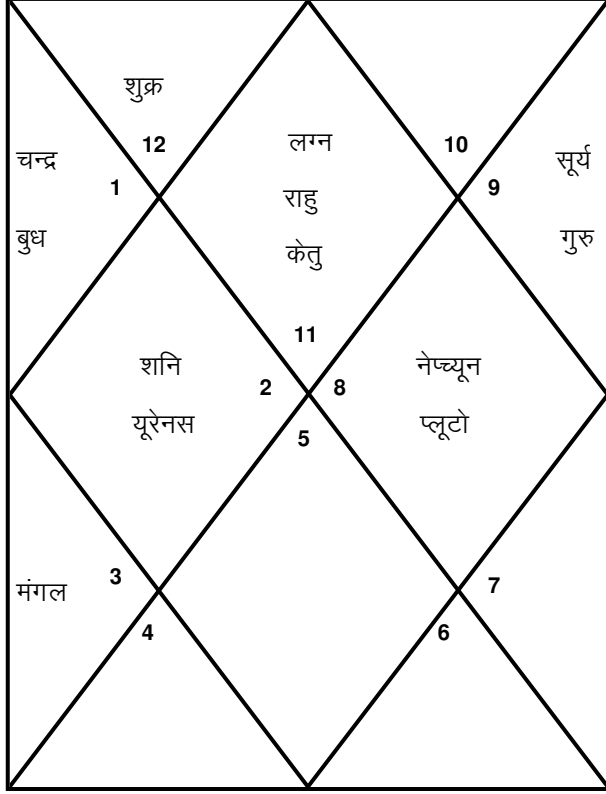 शुक्र
12
लग्न
10
चन्द्र
सूर्य
1
9
राहु
बुध
गुरु
केतु
11
शनि
नेप्च्यून
2
8
यूरेनस
प्लूटो
5
3
7
मंगल
4
6